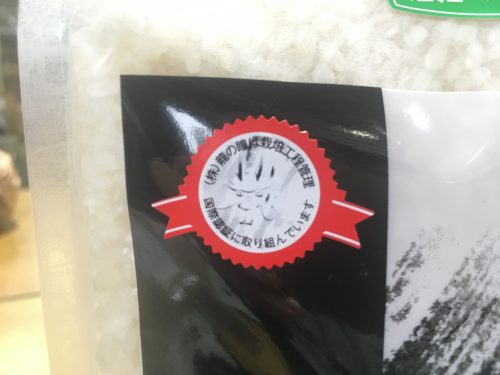 (株)龍の瞳は栽培工程管理
国際認証に取り組んでいます